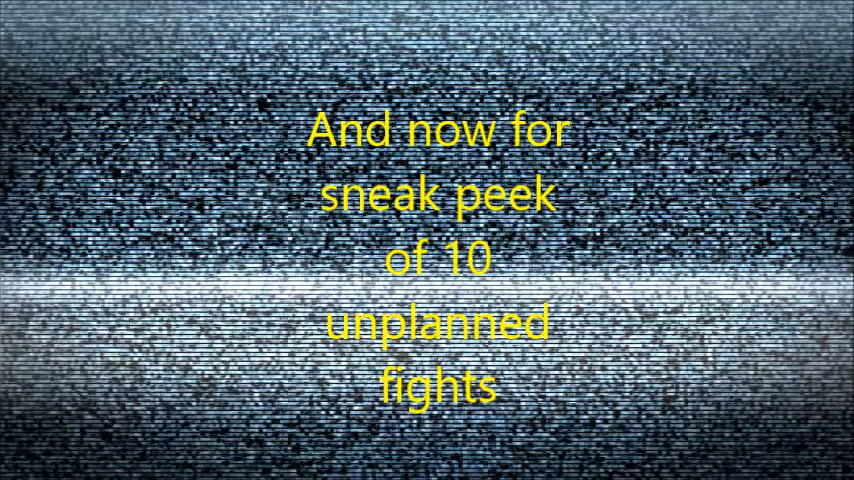 And now for
sneak peek
of 10
unplanned
fights